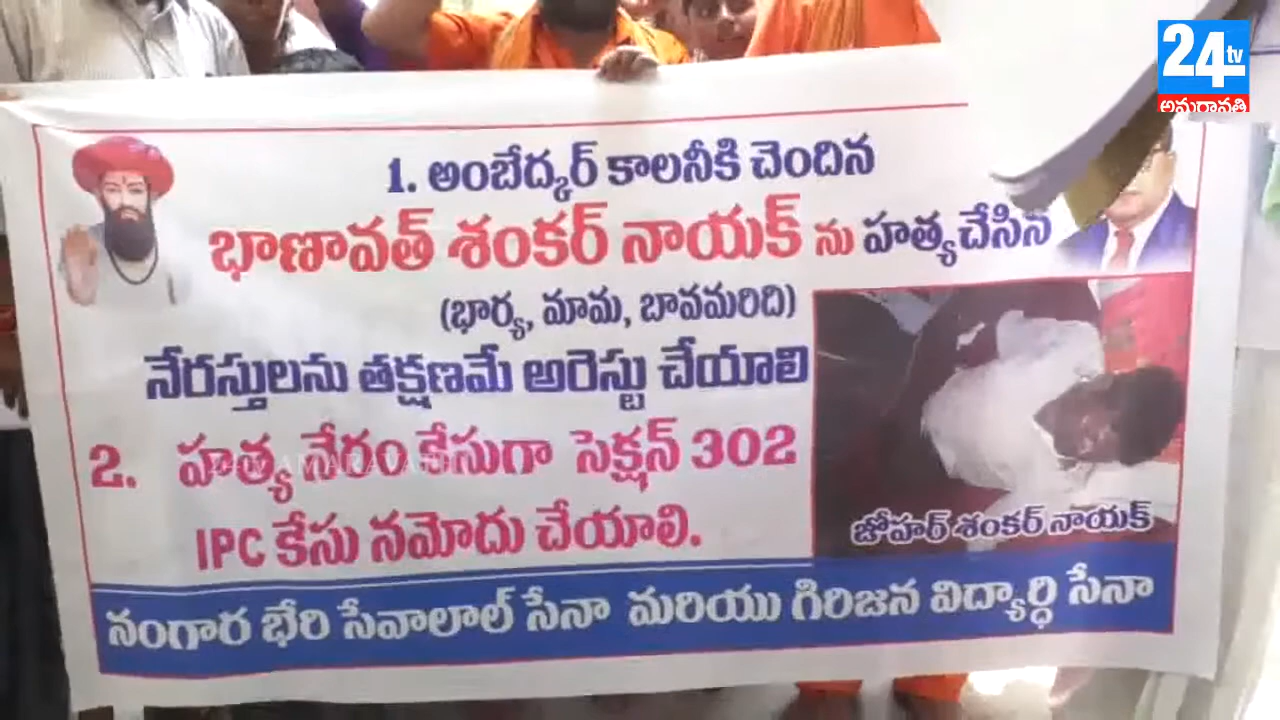 24tv
అమరావతి
1. అంబేద్కర్ కాలనీకి చెందిన
భాణావత్ శంకర్ నాయక్ ను హత్యచేసిన
(భార్య, మామ, బావమరిది)
నేరస్తులను తక్షణమే అరెస్టు చేయాలి
2. హత్య నేరం కేసుగా సెక్షన్ 302
IPC కేసు నమోదు చేయాలి.
జోహార్ శంకర్ నాయక్
నంగార భేరి సేవాలాల్ సేనా మరియు గిరిజన విద్యార్థి సేనా